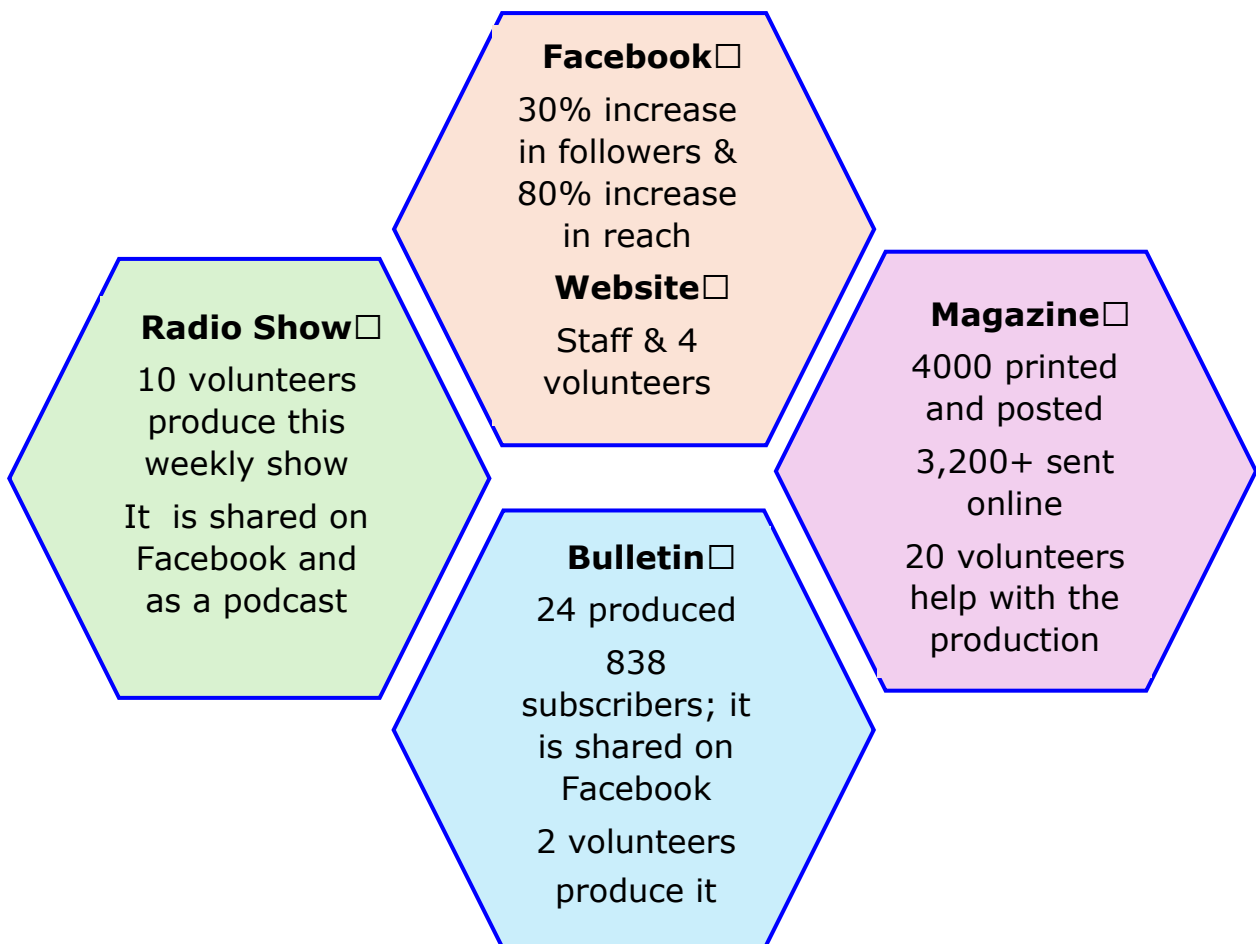 Facebook□
30% increase
in followers &
80% increase
in reach
Website□
Staff & 4
volunteers
Radio Show□
10 volunteers
produce this
weekly show
It  is shared on
Facebook and
as a podcast
Magazine□
4000 printed
and posted
3,200+ sent
online
20 volunteers
help with the
production
Bulletin□
24 produced
838
subscribers; it
is shared on
Facebook
2 volunteers
produce it